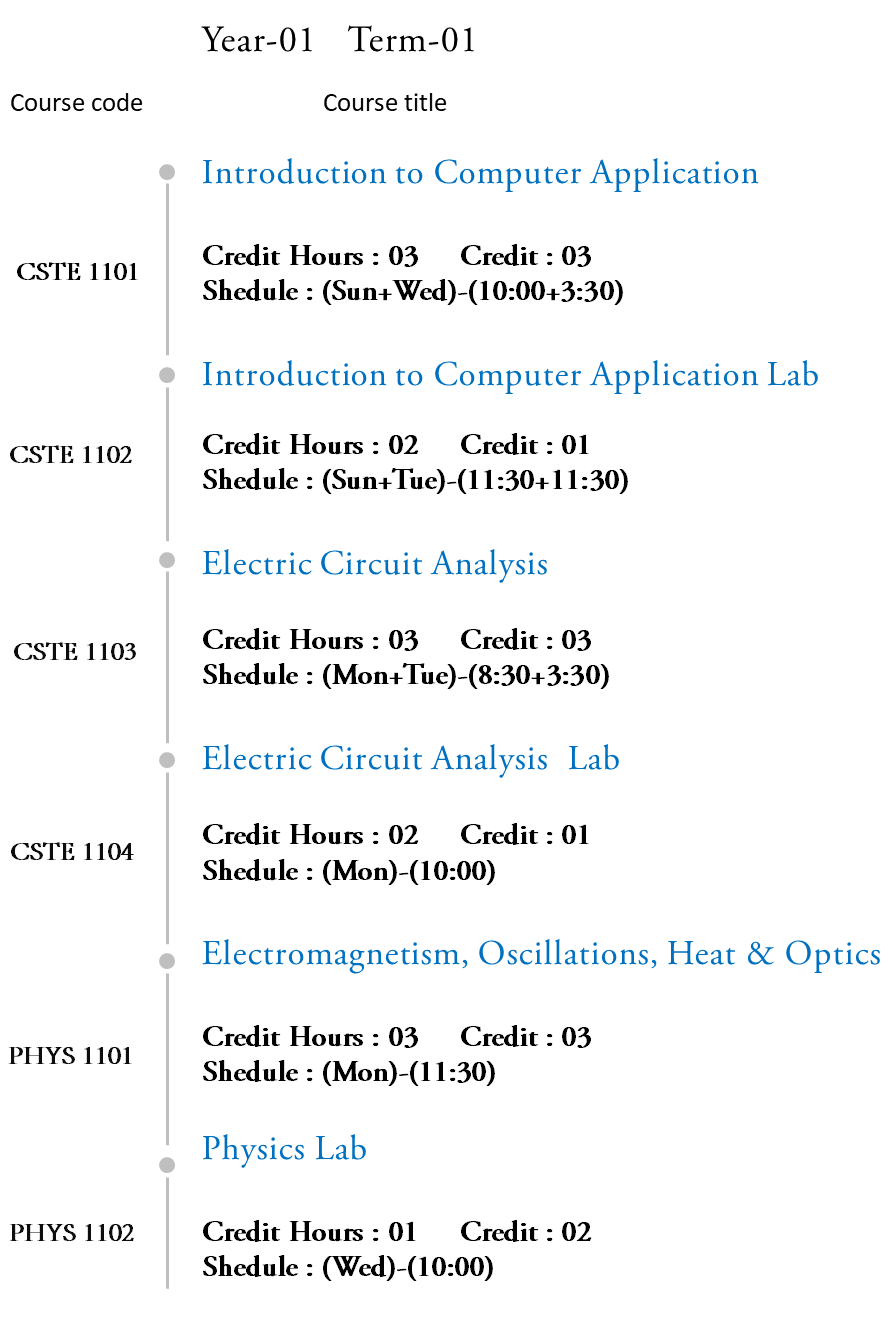 Year-01 Term-01
Course code Course title
Introduction to Computer Application
CSTE 1101
Credit Hours : 03 Credit : 03
Shedule : (Sun+Wed)-(10:00+3:30)
Introduction to Computer Application Lab
CSTE 1102
Credit Hours : 02 Credit : 01
Shedule : (Sun+Tue)-(11:30+11:30)
Electric Circuit Analysis
CSTE 1103
Credit Hours : 03 Credit : 03
Shedule : (Mon+Tue)-(8:30+3:30)
Electric Circuit Analysis Lab
CSTE 1104
Credit Hours : 02 Credit : 01
Shedule : (Mon)-(10:00)
Electromagnetism, Oscillations, Heat & Optics
PHYS 1101
Credit Hours : 03 Credit : 03
Shedule : (Mon)-(11:30)
Physics Lab
PHYS 1102
Credit Hours : 01 Credit : 02
Shedule : (Wed)-(10:00)